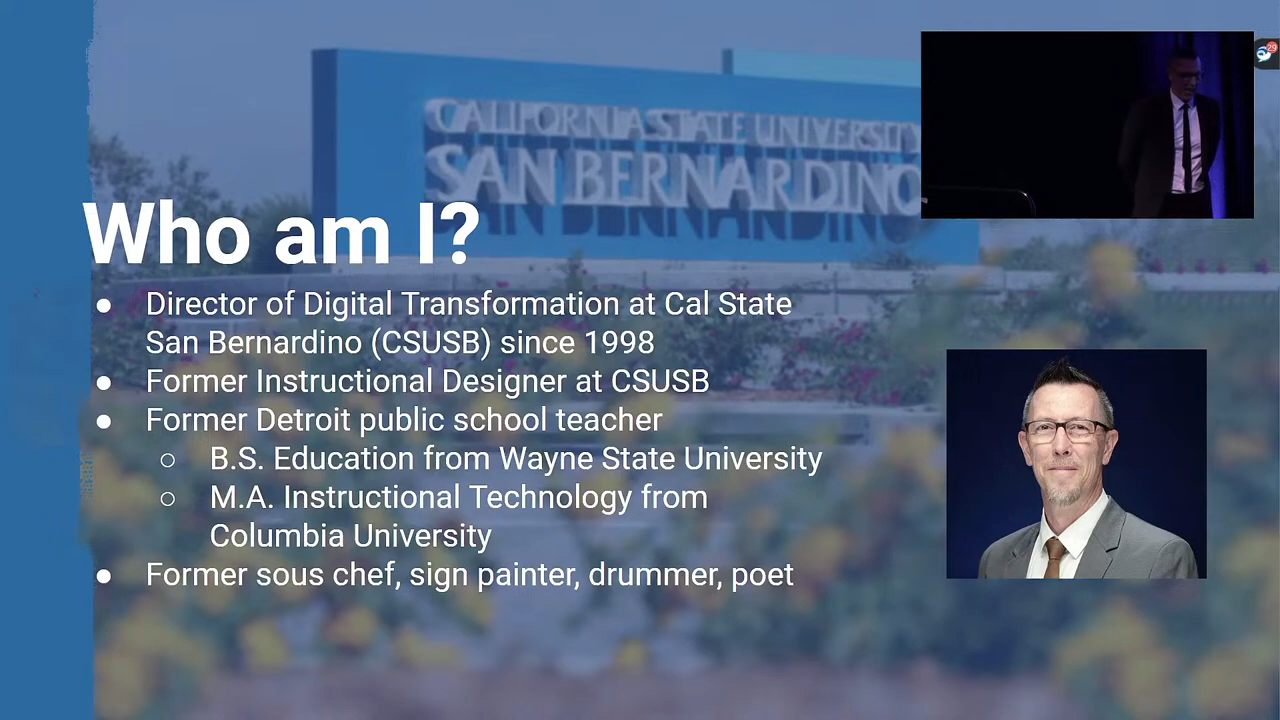 CALIFORNIA STATE UNIVERSITY
SAN BERNARDINO
29
Who am I?
● Director of Digital Transformation at Cal State
San Bernardino (CSUSB) since 1998
● Former Instructional Designer at CSUSB
● Former Detroit public school teacher
○ B.S. Education from Wayne State University
○ M.A. Instructional Technology from
Columbia University
● Former sous chef, sign painter, drummer, poet